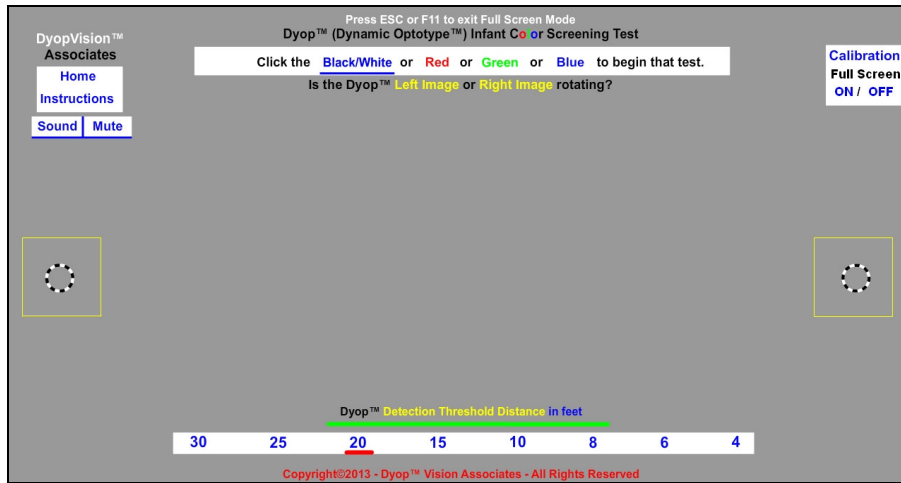 Press ESC or F11 to exit Full Screen Mode
Dyop™ (Dynamic Optotype™) Infant Color Screening Test
DyopVision™
Associates
Home
Instructions
Sound Mute
Click the Black/White or Red or Green or Blue to begin that test.
Is the Dyop™ Left Image or Right Image rotating?
Calibration
Full Screen
ON / OFF
Dyop™ Detection Threshold Distance in feet
30 25 20 15 10 8 6 4
Copyright©2013 - Dyop™ Vision Associates - All Rights Reserved